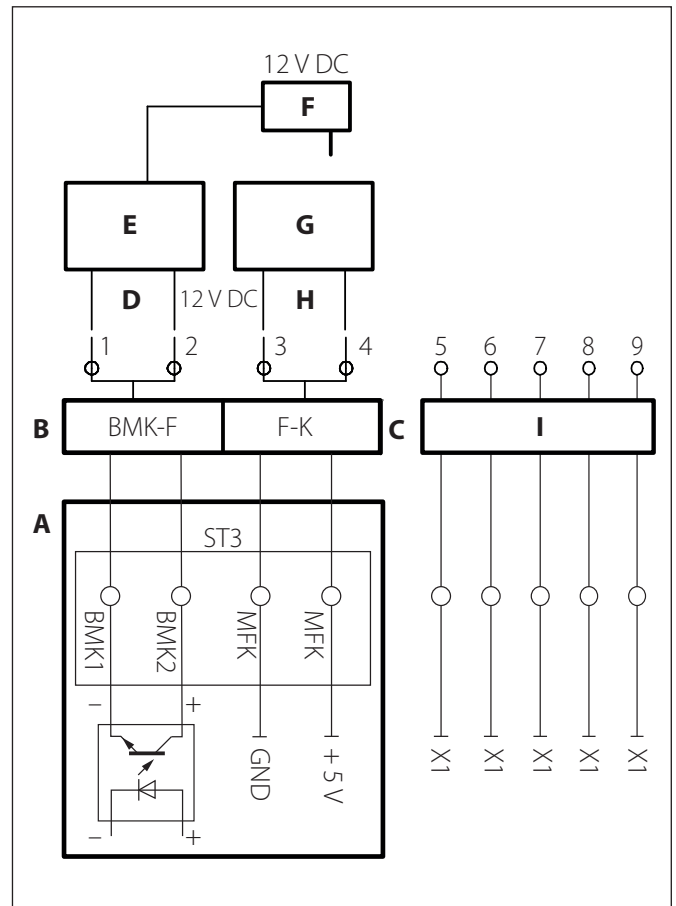 12 V DC
F
E G
D 12 V DC H
1 2 3 4 5 6 7 8 9
B BMK-F F-K C I
A
ST3
BMK1 BMK2 MFK MFK
- +
GND + 5 V X1 X1 X1 X1 X1
- +